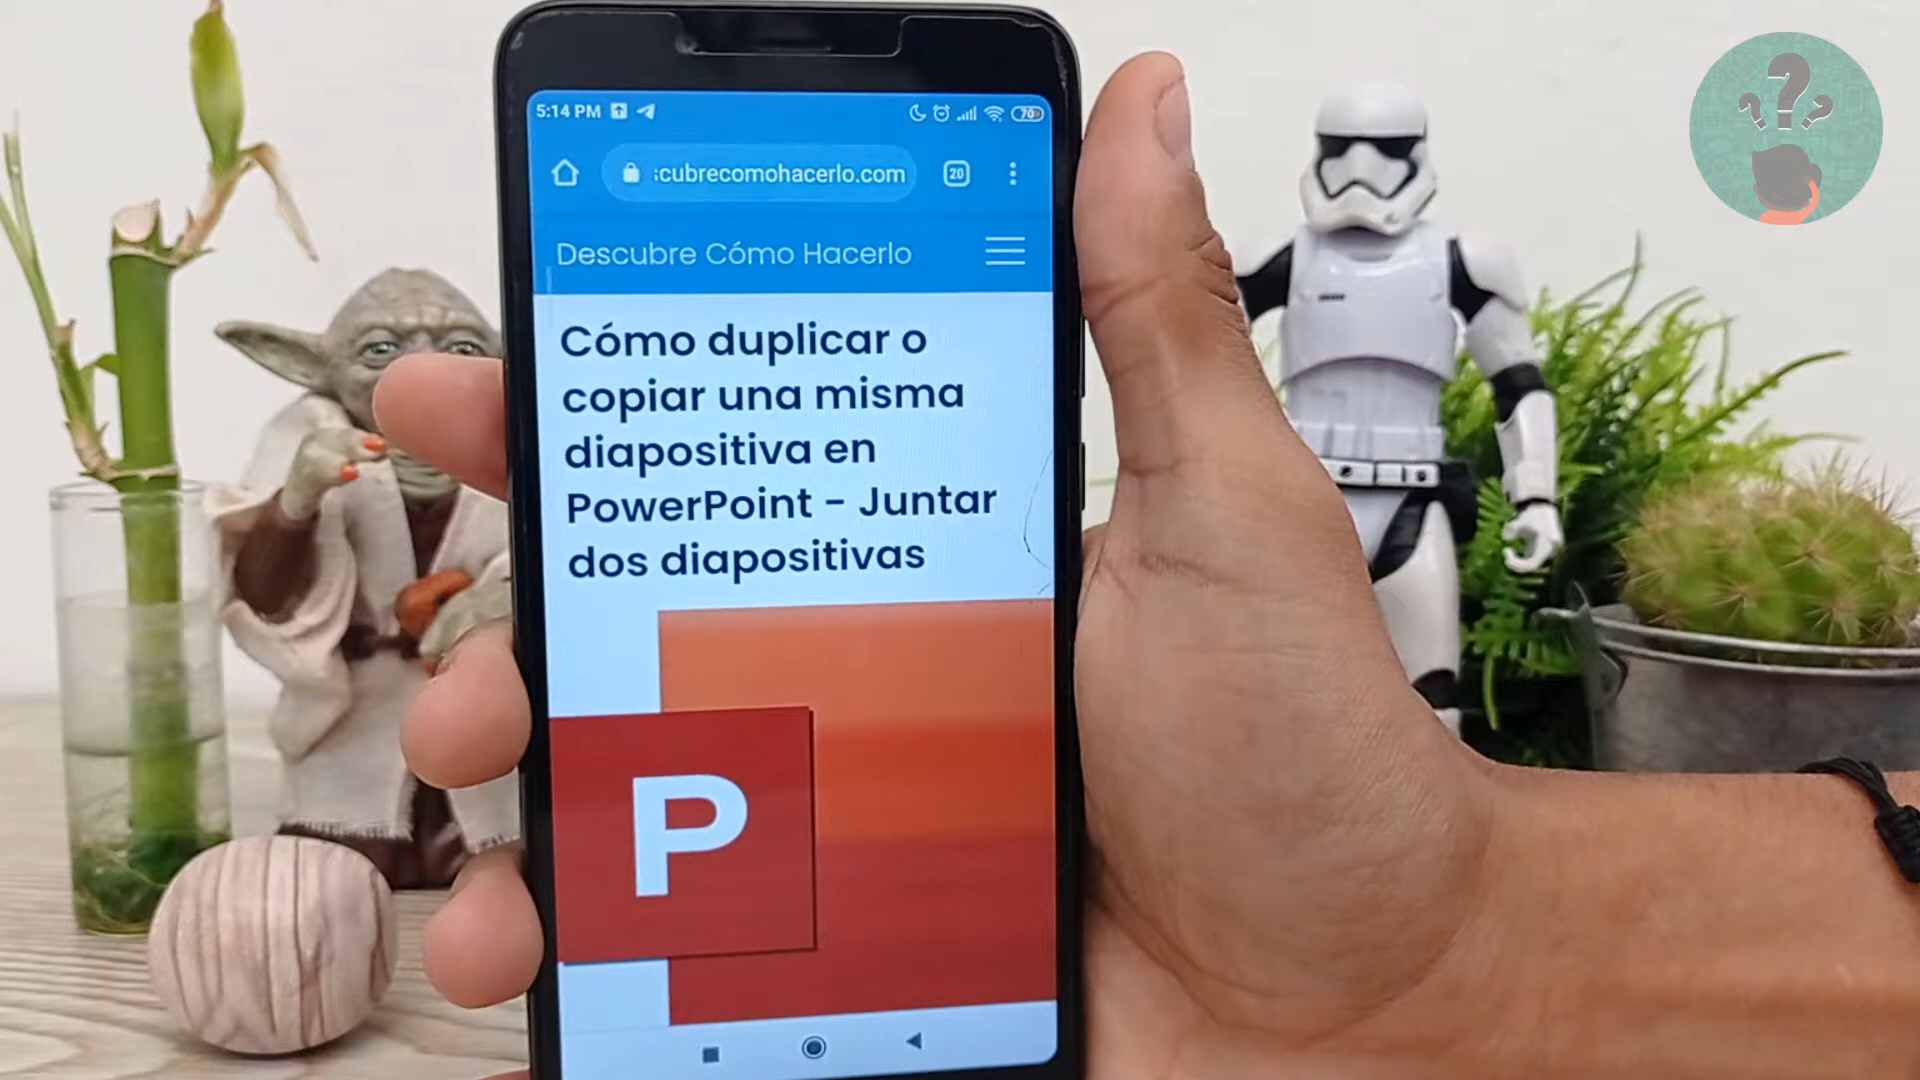 5:14 PM
70
:cubrecomohacerlo.com
20
Descubre Cómo Hacerlo
Cómo duplicar o
copiar una misma
diapositiva en
PowerPoint - Juntar
dos diapositivas
P